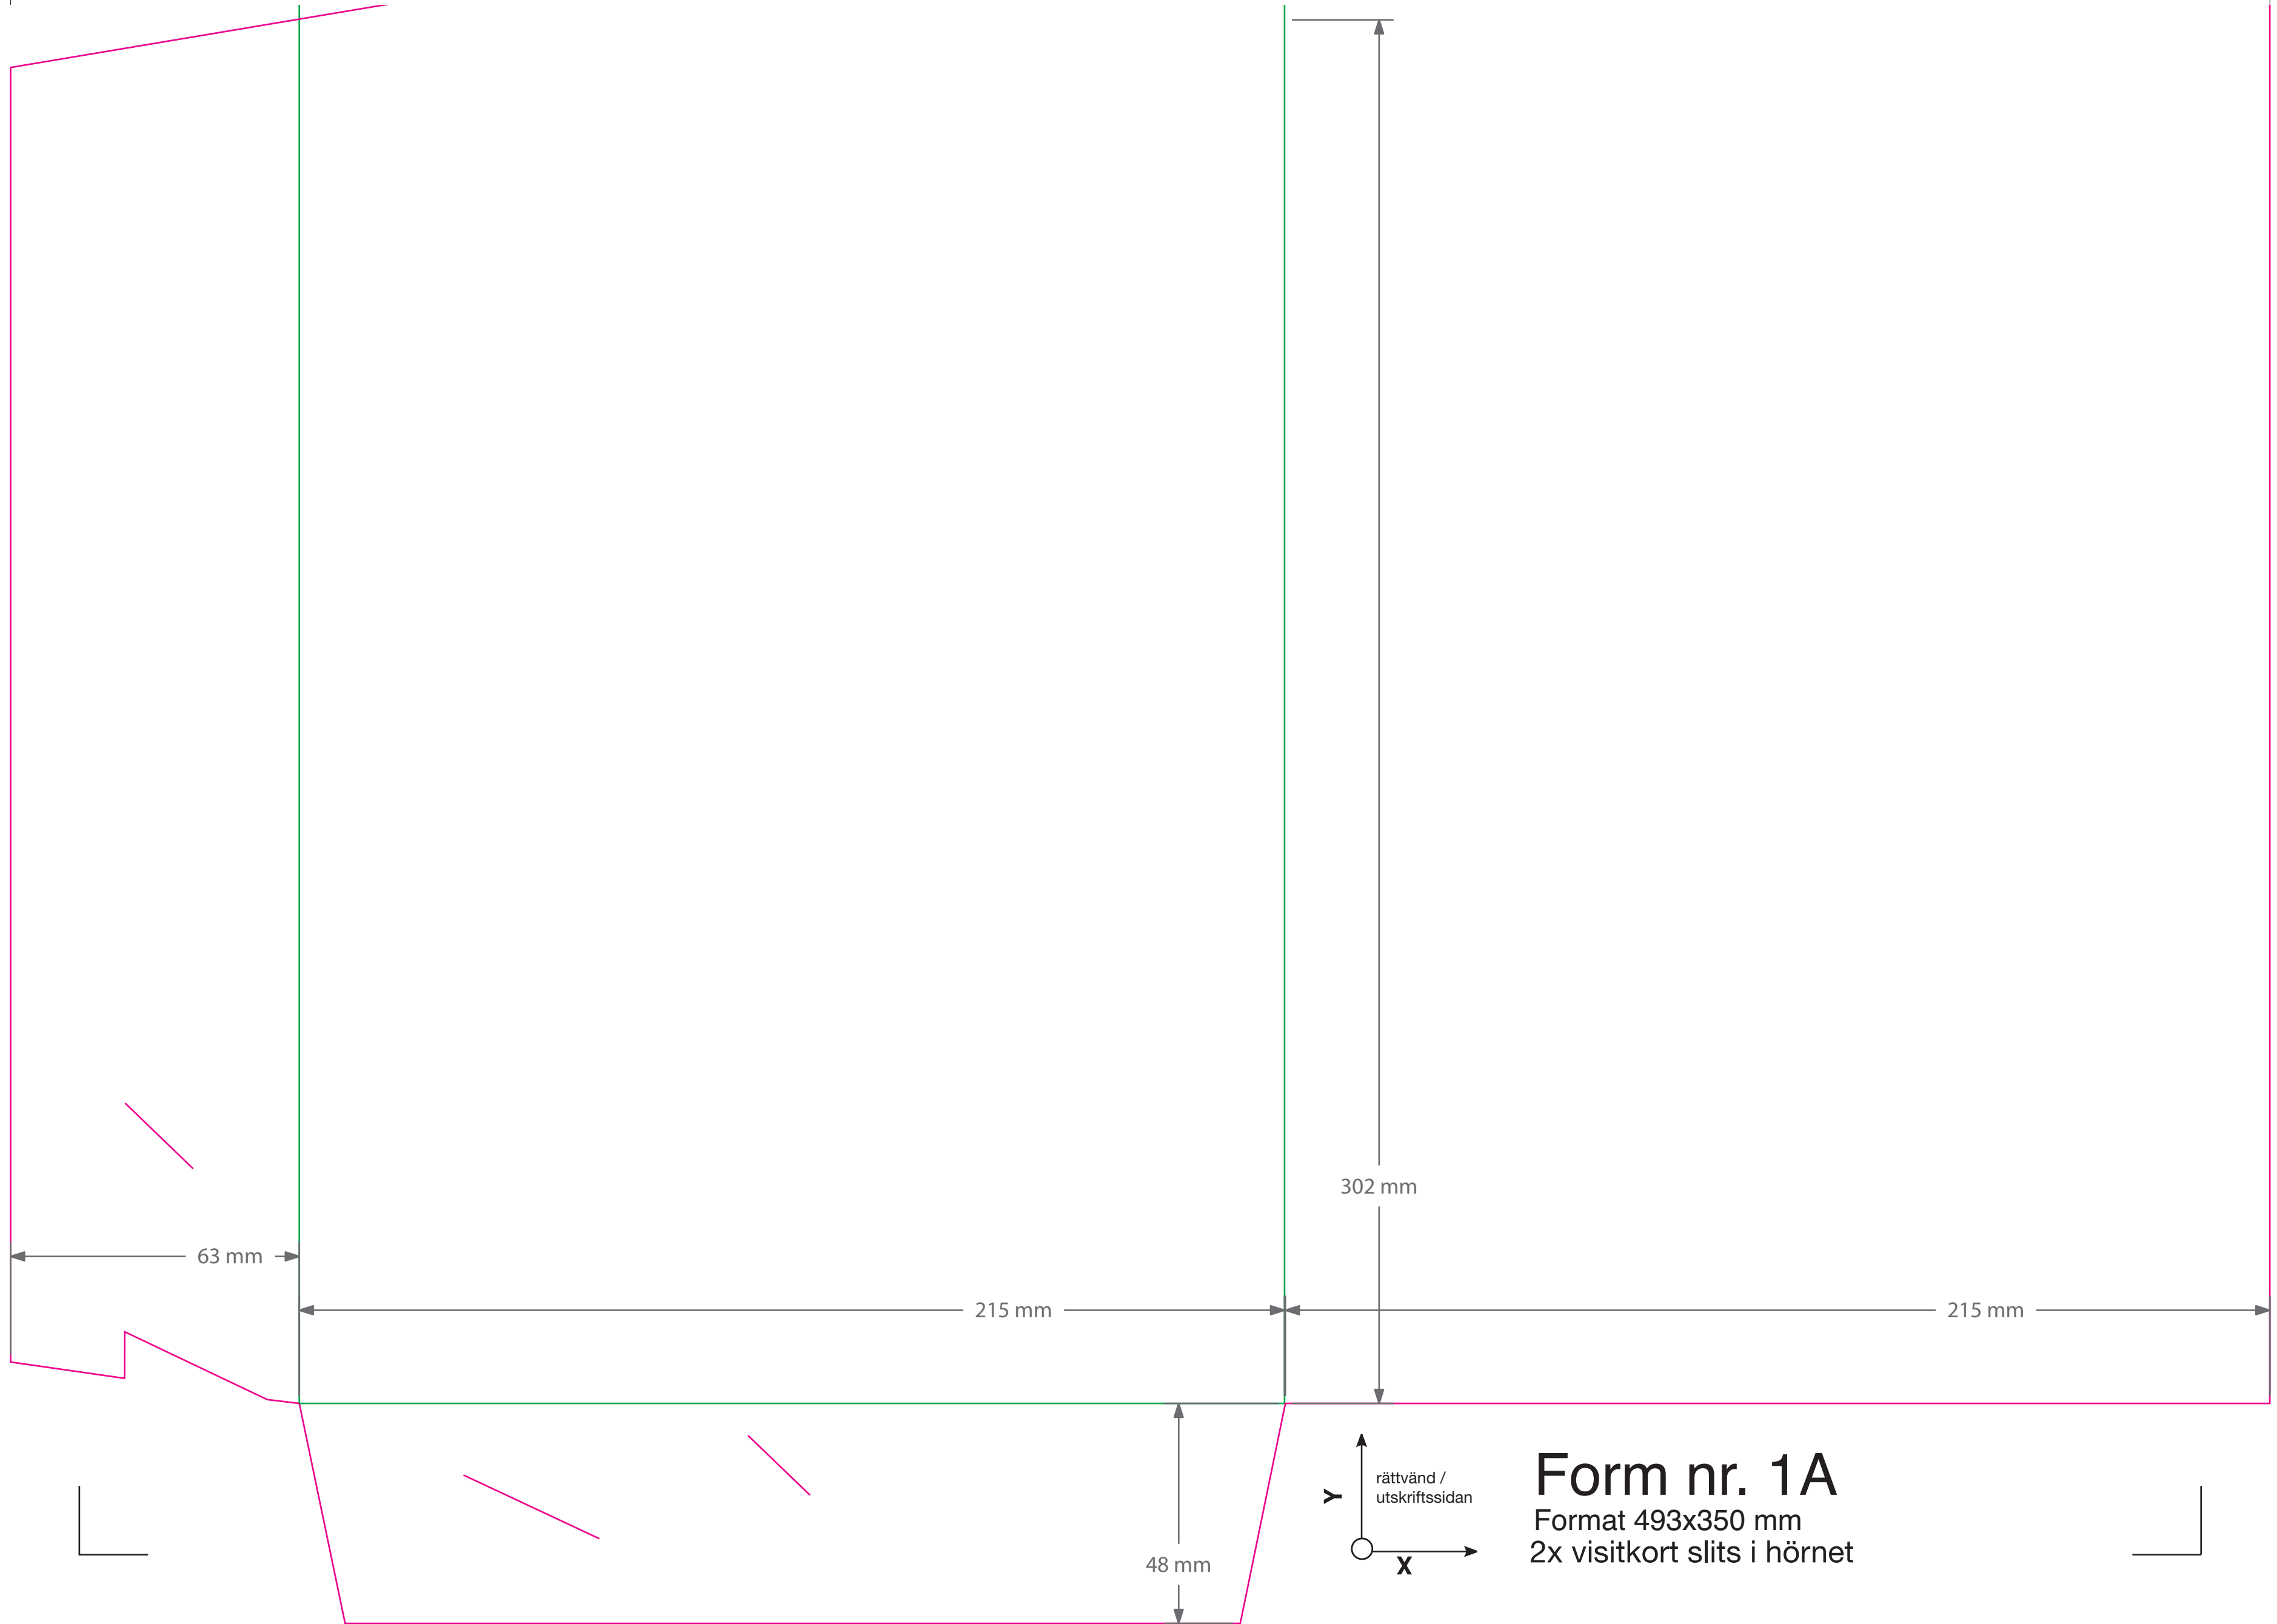 302 mm
63 mm
215 mm
215 mm
48 mm
Y
rättvänd /
utskriftssidan
X
Form nr. 1A
Format 493x350 mm
2x visitkort slits i hörnet